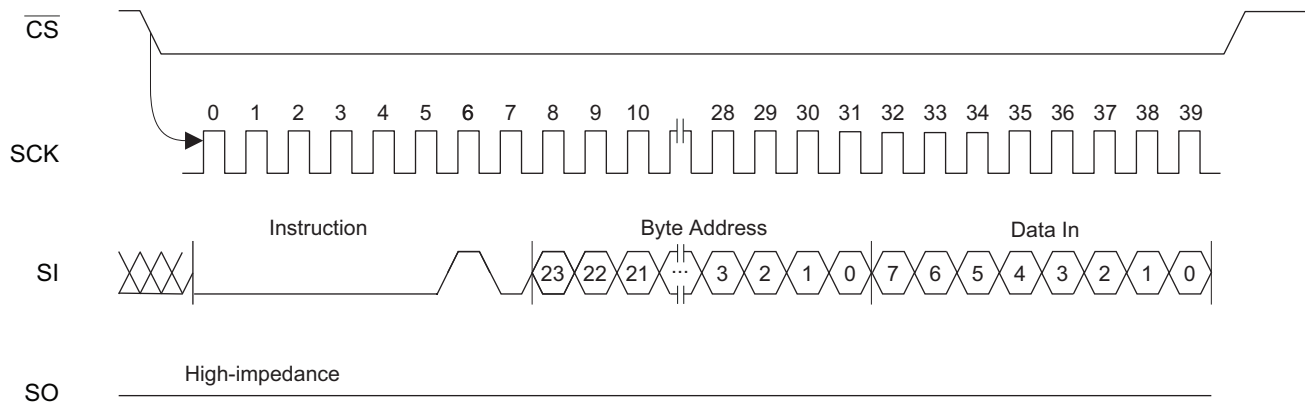 CS
0 1 2 3 4 5 6 7 8 9 10 28 29 30 31 32 33 34 35 36 37 38 39
SCK
Instruction Byte Address Data In
SI 23 22 21 ... 3 2 1 0 7 6 5 4 3 2 1 0
High-impedance
SO